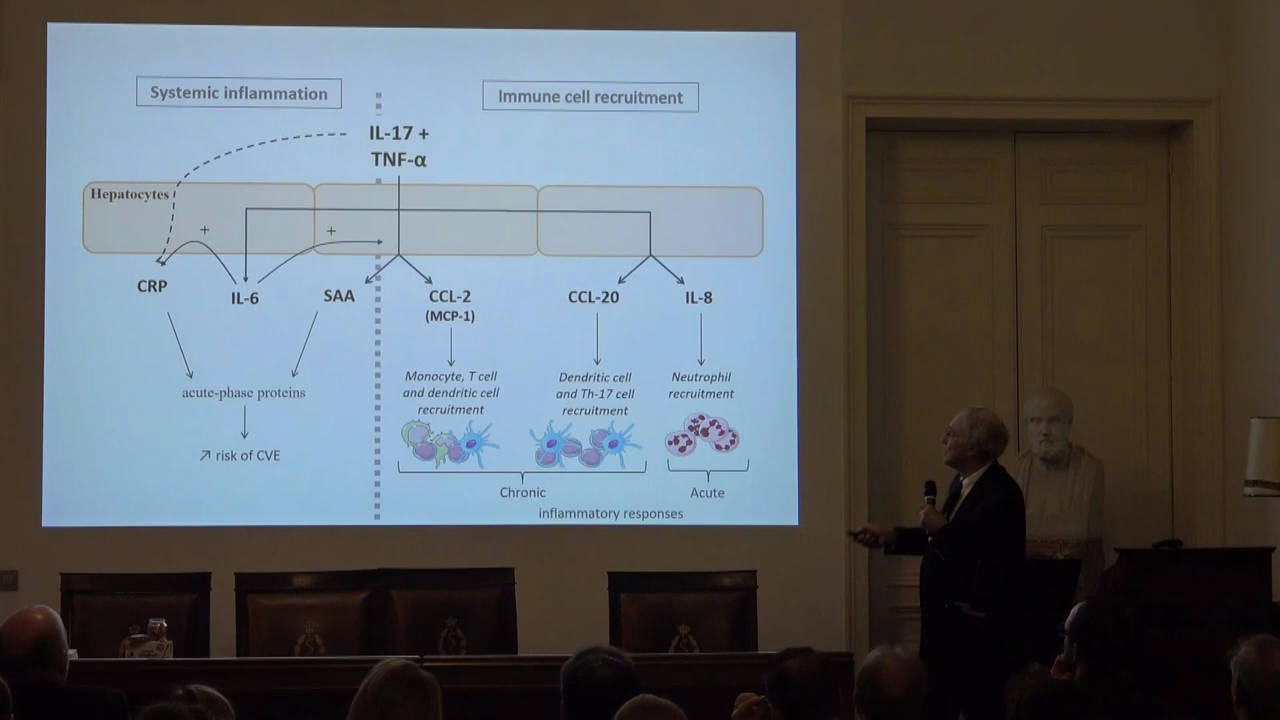 Systemic inflammation
Immune cell recruitment
IL-17 +
TNF-α
Hepatocytes
+
+
CRP
IL-6
SAA
CCL-2
(MCP-1)
CCL-20
IL-8
Monocyte, T cell
and dendritic cell
recruitment
Dendritic cell
and Th-17 cell
recruitment
Neutrophil
recruitment
acute-phase proteins
↗ risk of CVE
Chronic
Acute
inflammatory responses